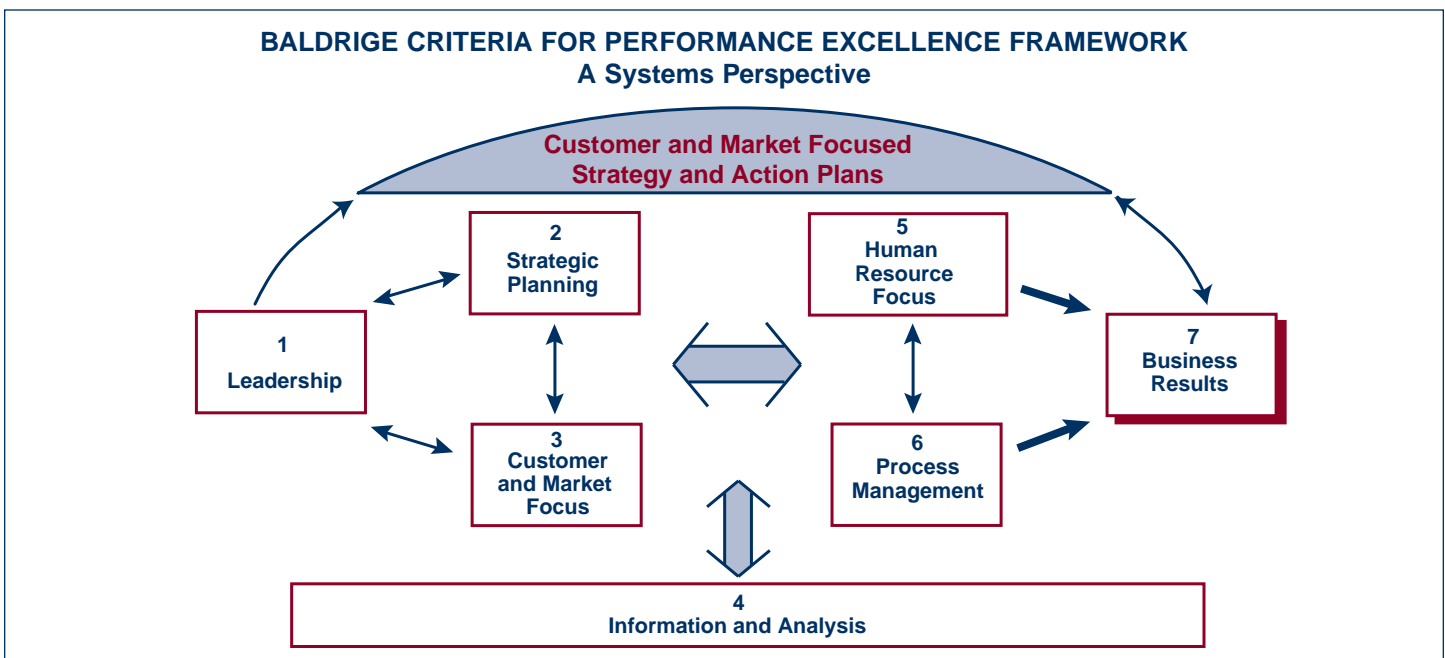 BALDRIGE CRITERIA FOR PERFORMANCE EXCELLENCE FRAMEWORK
A Systems Perspective
Customer and Market Focused
Strategy and Action Plans
1
Leadership
2
Strategic
Planning
3
Customer
and Market
Focus
5
Human
Resource
Focus
6
Process
Management
7
Business
Results
4
Information and Analysis